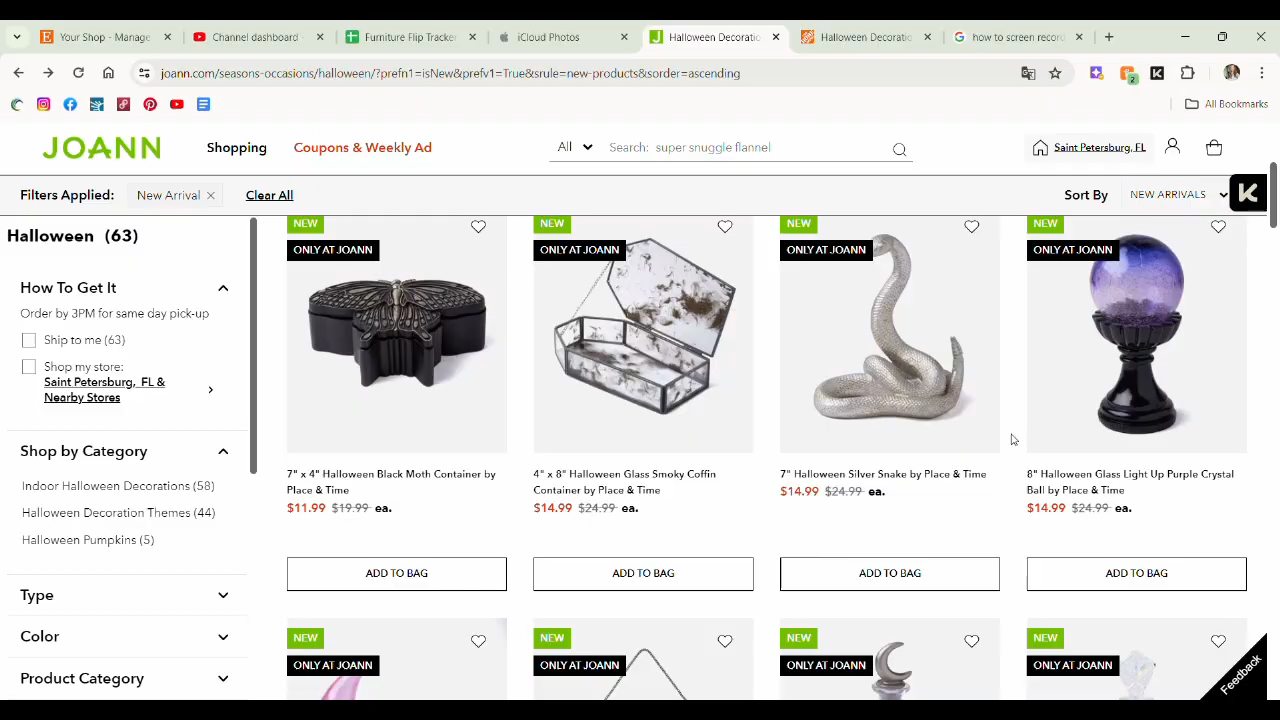 Your Shop - Manage
Channel dashboard
Furniture Flip Tracker
iCloud Photos
Halloween Decoratio
Halloween Decoratio
how to screen record
joann.com/seasons-occasions/halloween/?prefn1=isNew&prefv1=True&srule=new-products&sorder=ascending
2
All Bookmarks
JOANN
Shopping
Coupons & Weekly Ad
All
Search: super snuggle flannel
Saint Petersburg, FL
Filters Applied:
New Arrival
Clear All
Sort By
NEW ARRIVALS
K
Halloween (63)
How To Get It
Order by 3PM for same day pick-up
Ship to me (63)
Shop my store:
Saint Petersburg, FL &
Nearby Stores
Shop by Category
Indoor Halloween Decorations (58)
Halloween Decoration Themes (44)
Halloween Pumpkins (5)
Type
Color
Product Category
NEW
ONLY AT JOANN
7" x 4" Halloween Black Moth Container by
Place & Time
$11.99 $19.99 ea.
ADD TO BAG
NEW
ONLY AT JOANN
4" x 8" Halloween Glass Smoky Coffin
Container by Place & Time
$14.99 $24.99 ea.
ADD TO BAG
NEW
ONLY AT JOANN
7" Halloween Silver Snake by Place & Time
$14.99 $24.99 ea.
ADD TO BAG
NEW
ONLY AT JOANN
8" Halloween Glass Light Up Purple Crystal
Ball by Place & Time
$14.99 $24.99 ea.
ADD TO BAG
NEW
ONLY AT JOANN
NEW
ONLY AT JOANN
NEW
ONLY AT JOANN
NEW
ONLY AT JOANN
Feedback